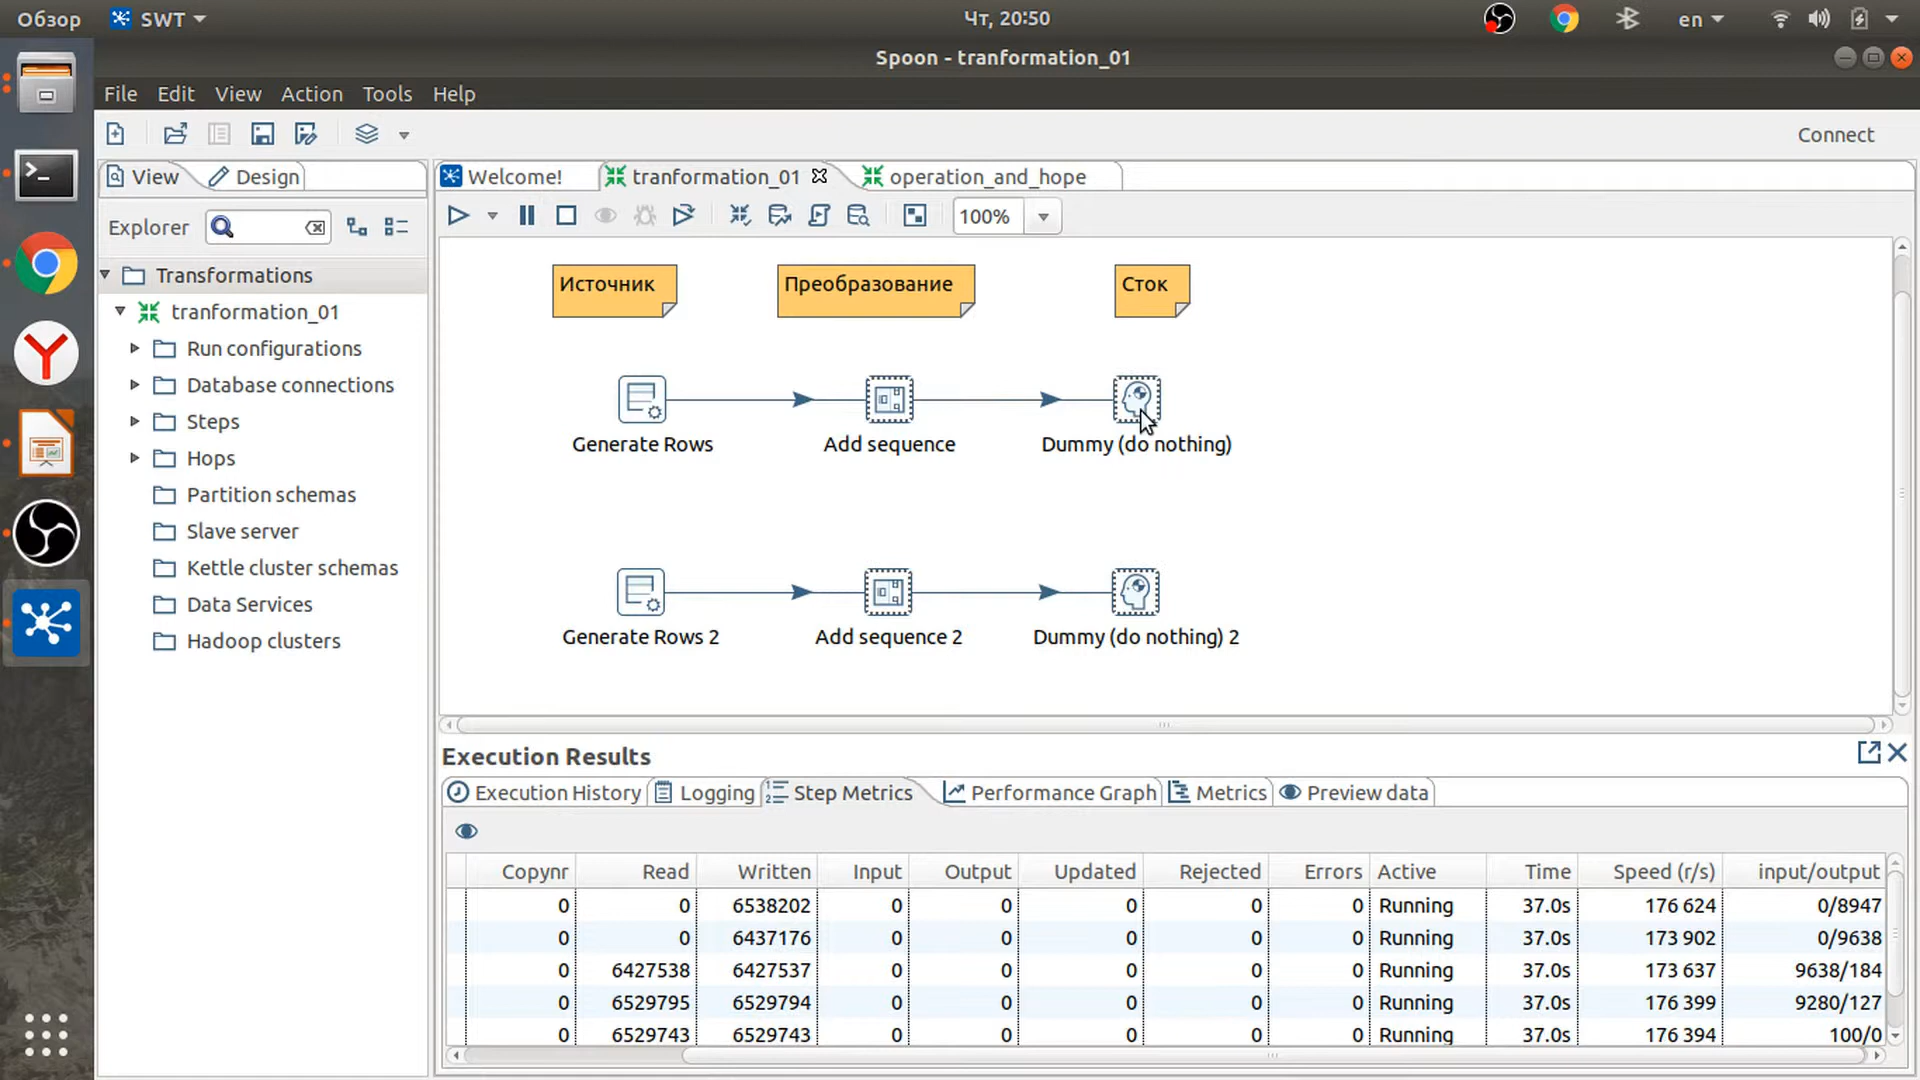 Обзор SWT Чт, 20:50 en
Spoon - tranformation_01
File Edit View Action Tools Help
Connect
View Design Welcome! tranformation_01 operation_and_hope
Explorer 100%
Transformations
tranformation_01
Run configurations
Database connections
Steps
Hops
Partition schemas
Slave server
Kettle cluster schemas
Data Services
Hadoop clusters
Источник Преобразование Сток
Generate Rows Add sequence Dummy (do nothing)
Generate Rows 2 Add sequence 2 Dummy (do nothing) 2
Execution Results
Execution History Logging Step Metrics Performance Graph Metrics Preview data
Copynr Read Written Input Output Updated Rejected Errors Active Time Speed (r/s) input/output
0 0 6538202 0 0 0 0 0 Running 37.0s 176 624 0/8947
0 0 6437176 0 0 0 0 0 Running 37.0s 173 902 0/9638
0 6427538 6427537 0 0 0 0 0 Running 37.0s 173 637 9638/184
0 6529795 6529794 0 0 0 0 0 Running 37.0s 176 399 9280/127
0 6529743 6529743 0 0 0 0 0 Running 37.0s 176 394 100/0